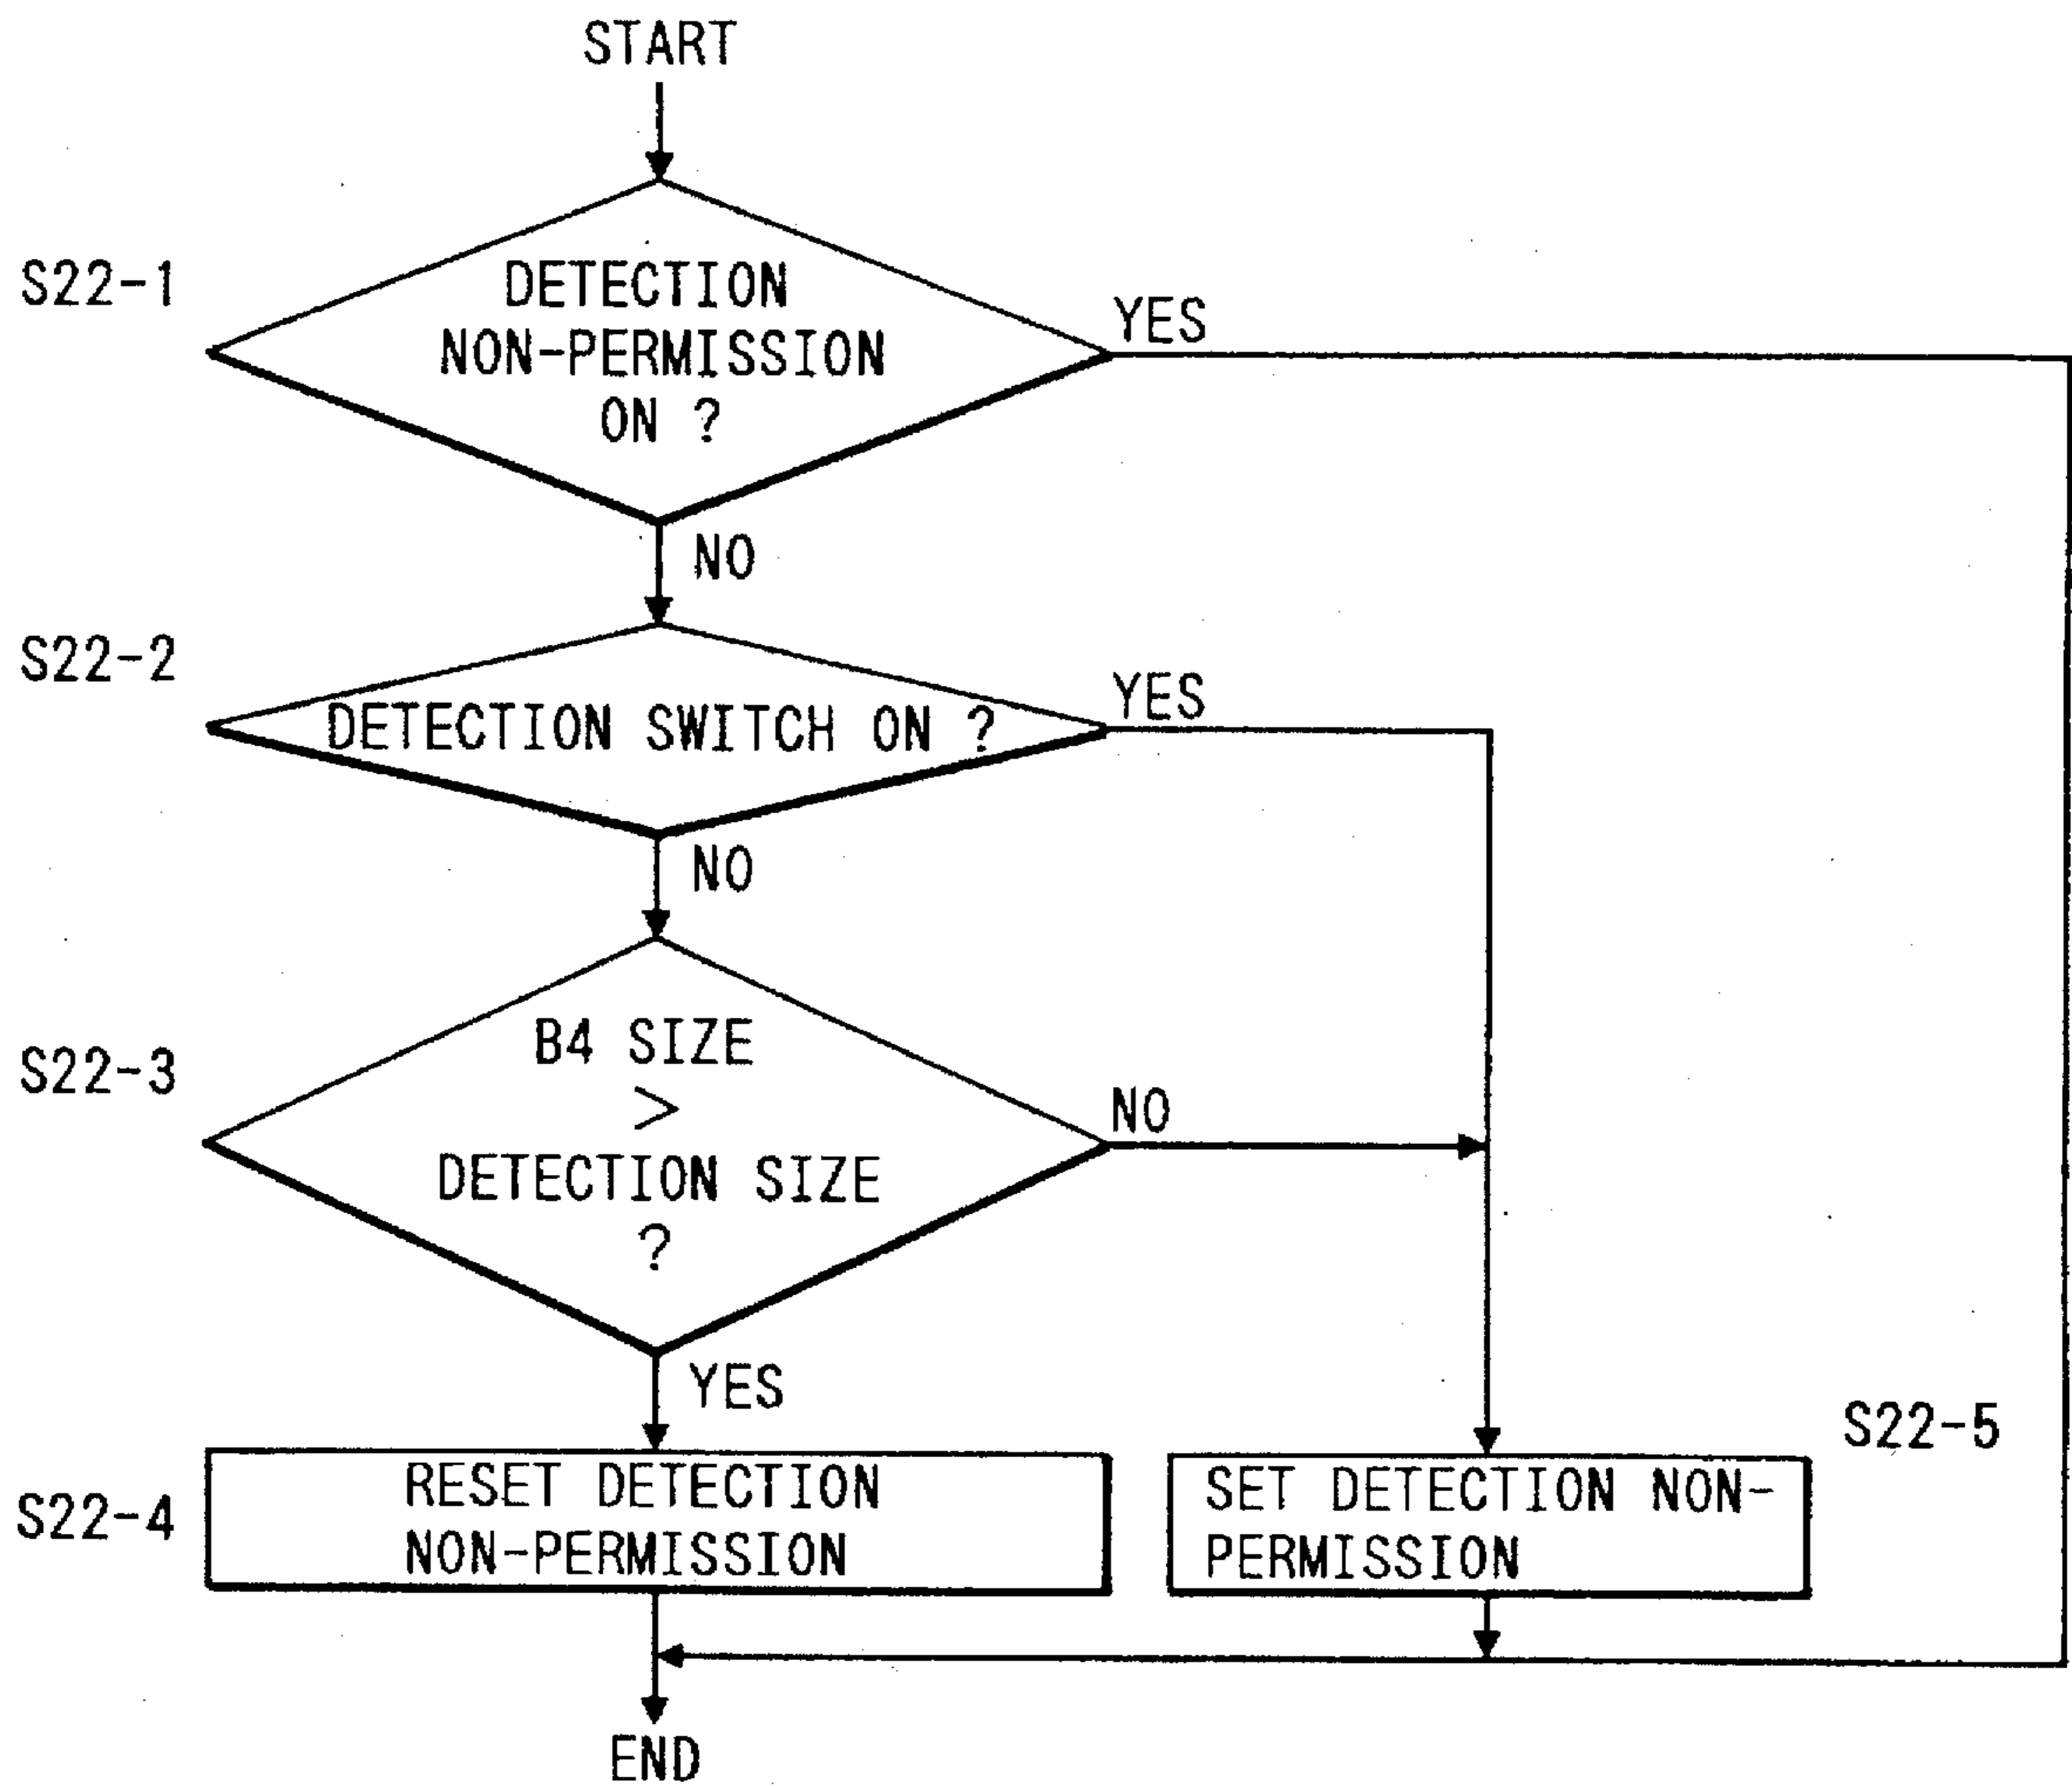 START
S22-1
DETECTION
NON-PERMISSION
ON ?
YES
NO
S22-2
DETECTION SWITCH ON ?
YES
NO
S22-3
B4 SIZE
>
DETECTION SIZE
?
NO
YES
S22-4
RESET DETECTION
NON-PERMISSION
S22-5
SET DETECTION NON-
PERMISSION
END